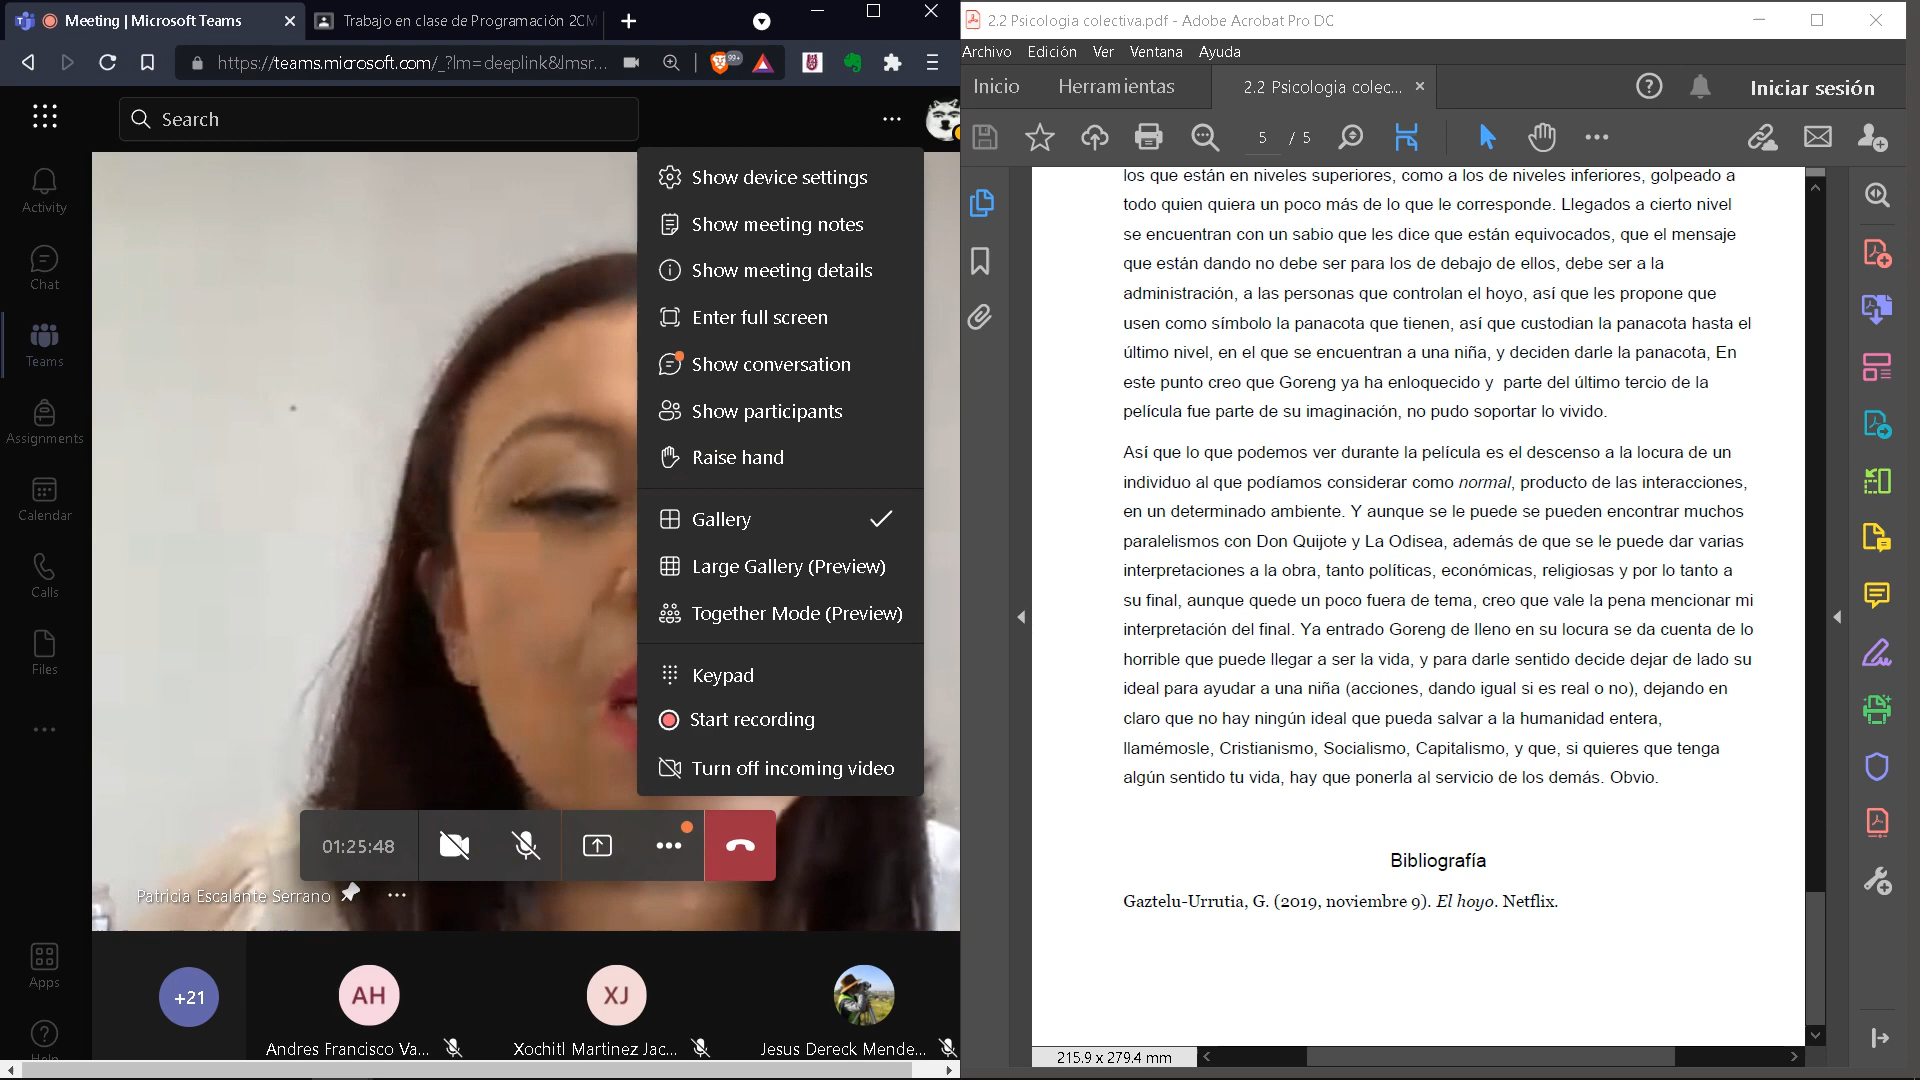 Meeting | Microsoft Teams
Trabajo en clase de Programación 2CM
https://teams.microsoft.com/_?lm=deeplink&lmsr...
99+
Search
Activity
Chat
Teams
Assignments
Calendar
Calls
Files
Apps
Help
Show device settings
Show meeting notes
Show meeting details
Enter full screen
Show conversation
Show participants
Raise hand
Gallery
Large Gallery (Preview)
Together Mode (Preview)
Keypad
Start recording
Turn off incoming video
01:25:48
Patricia Escalante Serrano
+21
AH
XJ
Andres Francisco Va...
Xochitl Martinez Jac...
Jesus Dereck Mende...
2.2 Psicologia colectiva.pdf - Adobe Acrobat Pro DC
Archivo Edición Ver Ventana Ayuda
Inicio
Herramientas
2.2 Psicologia colec...
Iniciar sesión
5 / 5
los que están en niveles superiores, como a los de niveles inferiores, golpeado a
todo quien quiera un poco más de lo que le corresponde. Llegados a cierto nivel
se encuentran con un sabio que les dice que están equivocados, que el mensaje
que están dando no debe ser para los de debajo de ellos, debe ser a la
administración, a las personas que controlan el hoyo, así que les propone que
usen como símbolo la panacota que tienen, así que custodian la panacota hasta el
último nivel, en el que se encuentran a una niña, y deciden darle la panacota, En
este punto creo que Goreng ya ha enloquecido y parte del último tercio de la
película fue parte de su imaginación, no pudo soportar lo vivido.
Así que lo que podemos ver durante la película es el descenso a la locura de un
individuo al que podíamos considerar como normal, producto de las interacciones,
en un determinado ambiente. Y aunque se le puede se pueden encontrar muchos
paralelismos con Don Quijote y La Odisea, además de que se le puede dar varias
interpretaciones a la obra, tanto políticas, económicas, religiosas y por lo tanto a
su final, aunque quede un poco fuera de tema, creo que vale la pena mencionar mi
interpretación del final. Ya entrado Goreng de lleno en su locura se da cuenta de lo
horrible que puede llegar a ser la vida, y para darle sentido decide dejar de lado su
ideal para ayudar a una niña (acciones, dando igual si es real o no), dejando en
claro que no hay ningún ideal que pueda salvar a la humanidad entera,
llamémosle, Cristianismo, Socialismo, Capitalismo, y que, si quieres que tenga
algún sentido tu vida, hay que ponerla al servicio de los demás. Obvio.
Bibliografía
Gaztelu-Urrutia, G. (2019, noviembre 9). El hoyo. Netflix.
215.9 x 279.4 mm